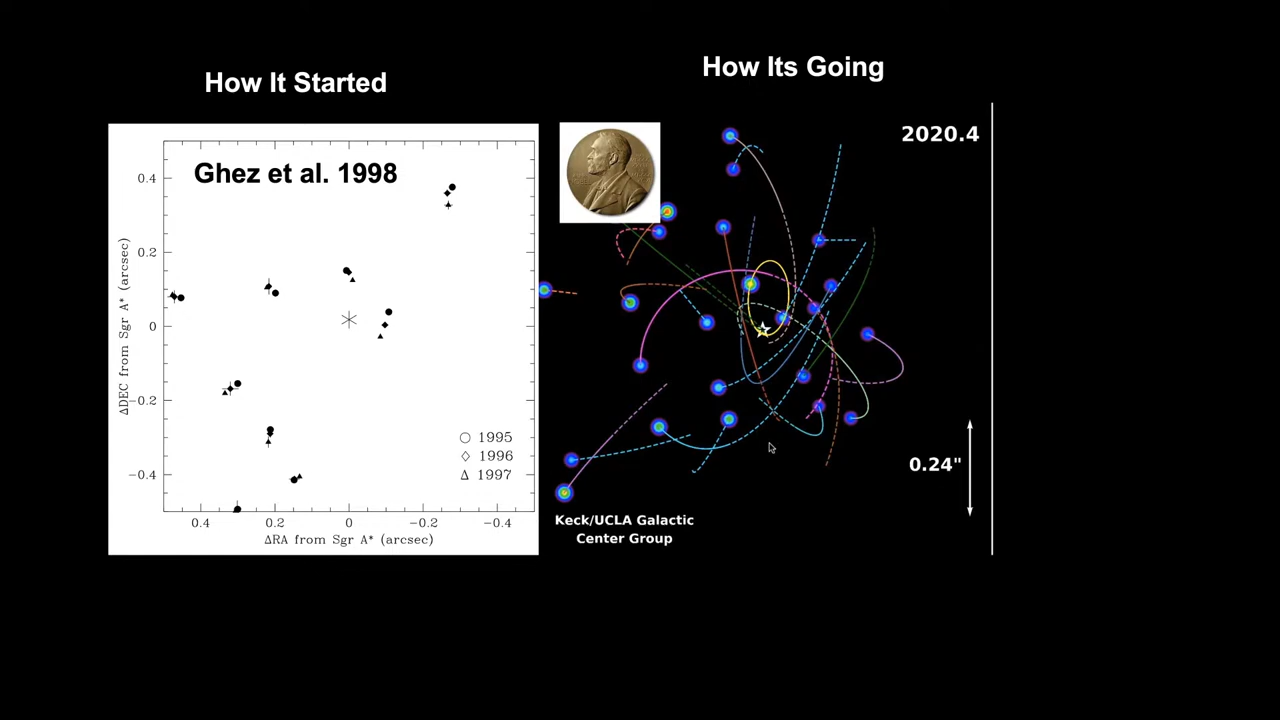 How It Started
How Its Going
Ghez et al. 1998
ΔDEC from Sgr A* (arcsec)
0.4
0.2
0
−0.2
−0.4
1995
1996
1997
0.4
0.2
0
−0.2
−0.4
ΔRA from Sgr A* (arcsec)
2020.4
0.24"
Keck/UCLA Galactic
Center Group